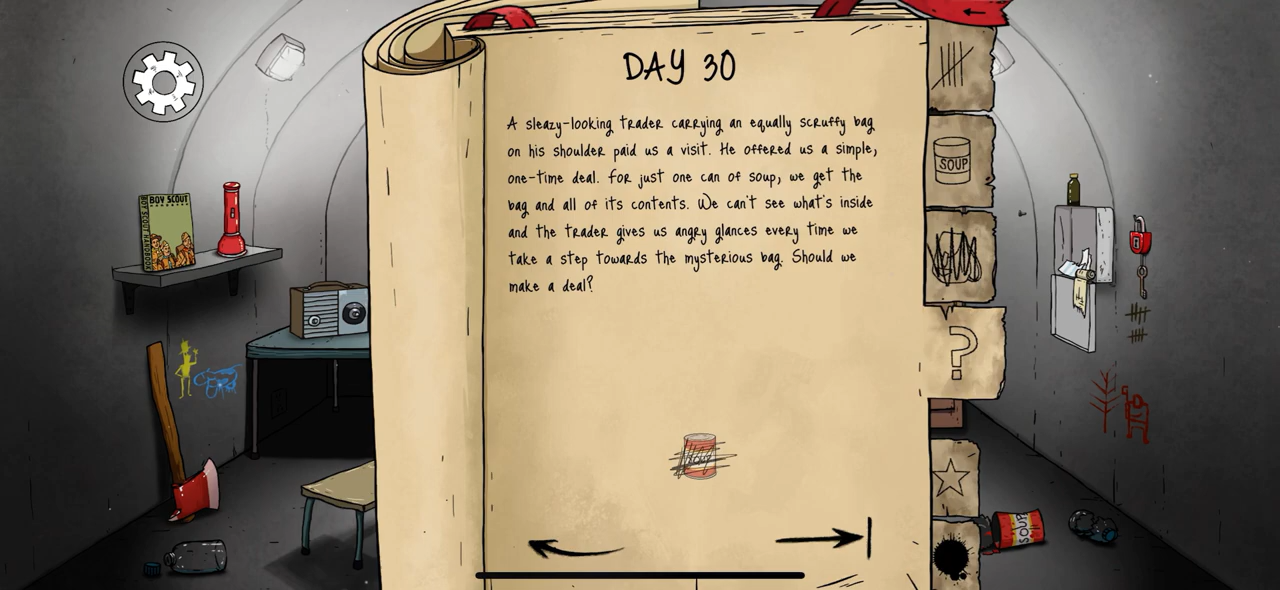 DAY 30
A sleazy-looking trader carrying an equally scruffy bag
on his shoulder paid us a visit. He offered us a simple,
one-time deal. For just one can of soup, we get the
bag and all of its contents. We can't see what's inside
and the trader gives us angry glances every time we
take a step towards the mysterious bag. Should we
make a deal?
SOUP
?
BOY SCOUT
BOY SCOUT HANDBOOK
SOUP